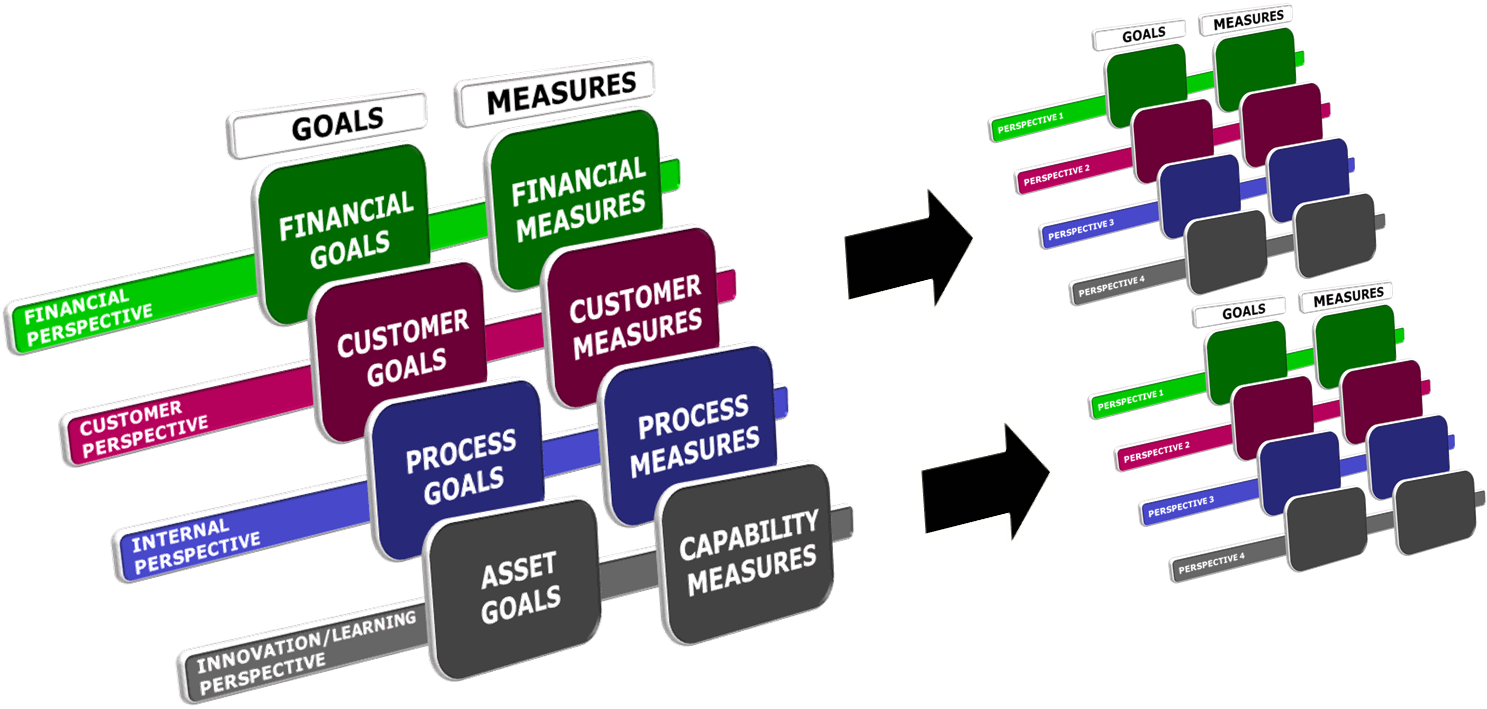 GOALS
MEASURES
FINANCIAL
PERSPECTIVE
FINANCIAL
GOALS
FINANCIAL
MEASURES
CUSTOMER
PERSPECTIVE
CUSTOMER
GOALS
CUSTOMER
MEASURES
INTERNAL
PERSPECTIVE
PROCESS
GOALS
PROCESS
MEASURES
INNOVATION/LEARNING
PERSPECTIVE
ASSET
GOALS
CAPABILITY
MEASURES
GOALS
MEASURES
PERSPECTIVE 1
PERSPECTIVE 2
PERSPECTIVE 3
PERSPECTIVE 4
GOALS
MEASURES
PERSPECTIVE 1
PERSPECTIVE 2
PERSPECTIVE 3
PERSPECTIVE 4